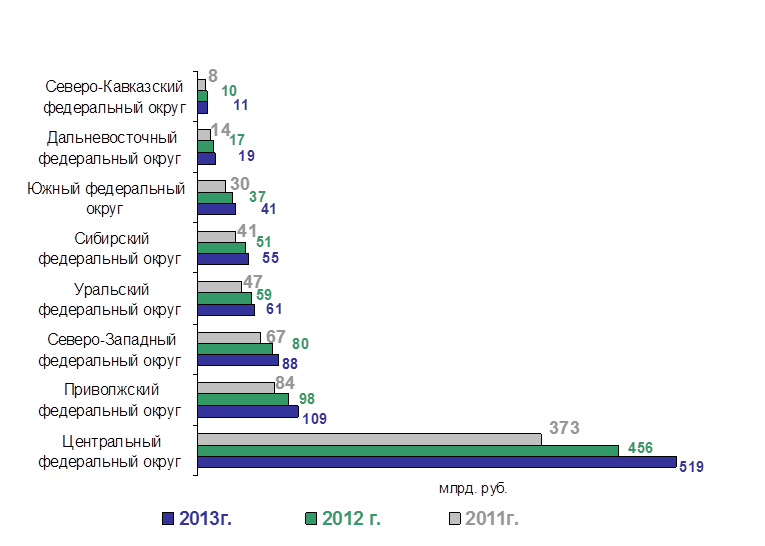 8
Северо-Кавказский
10
федеральный округ
11
14
Дальневосточный
17
федеральный округ
19
30
Южный федеральный
37
округ
41
41
Сибирский
51
федеральный округ
55
47
Уральский
59
федеральный округ
61
67
Северо-Западный
80
федеральный округ
88
84
Приволжский
98
федеральный округ
109
373
Центральный
456
федеральный округ
519
млрд. руб.
2013г.
2012 г.
2011г.